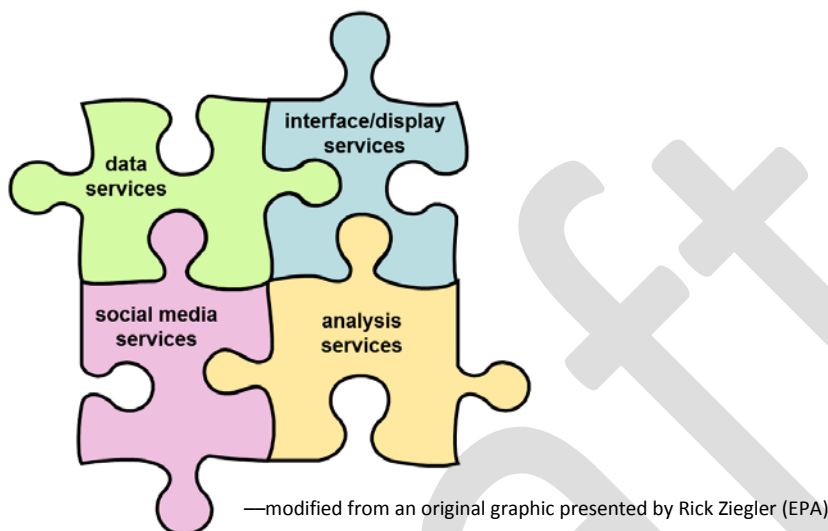 interface/display
services
data
services
social media
services
analysis
services
—modified from an original graphic presented by Rick Ziegler (EPA)